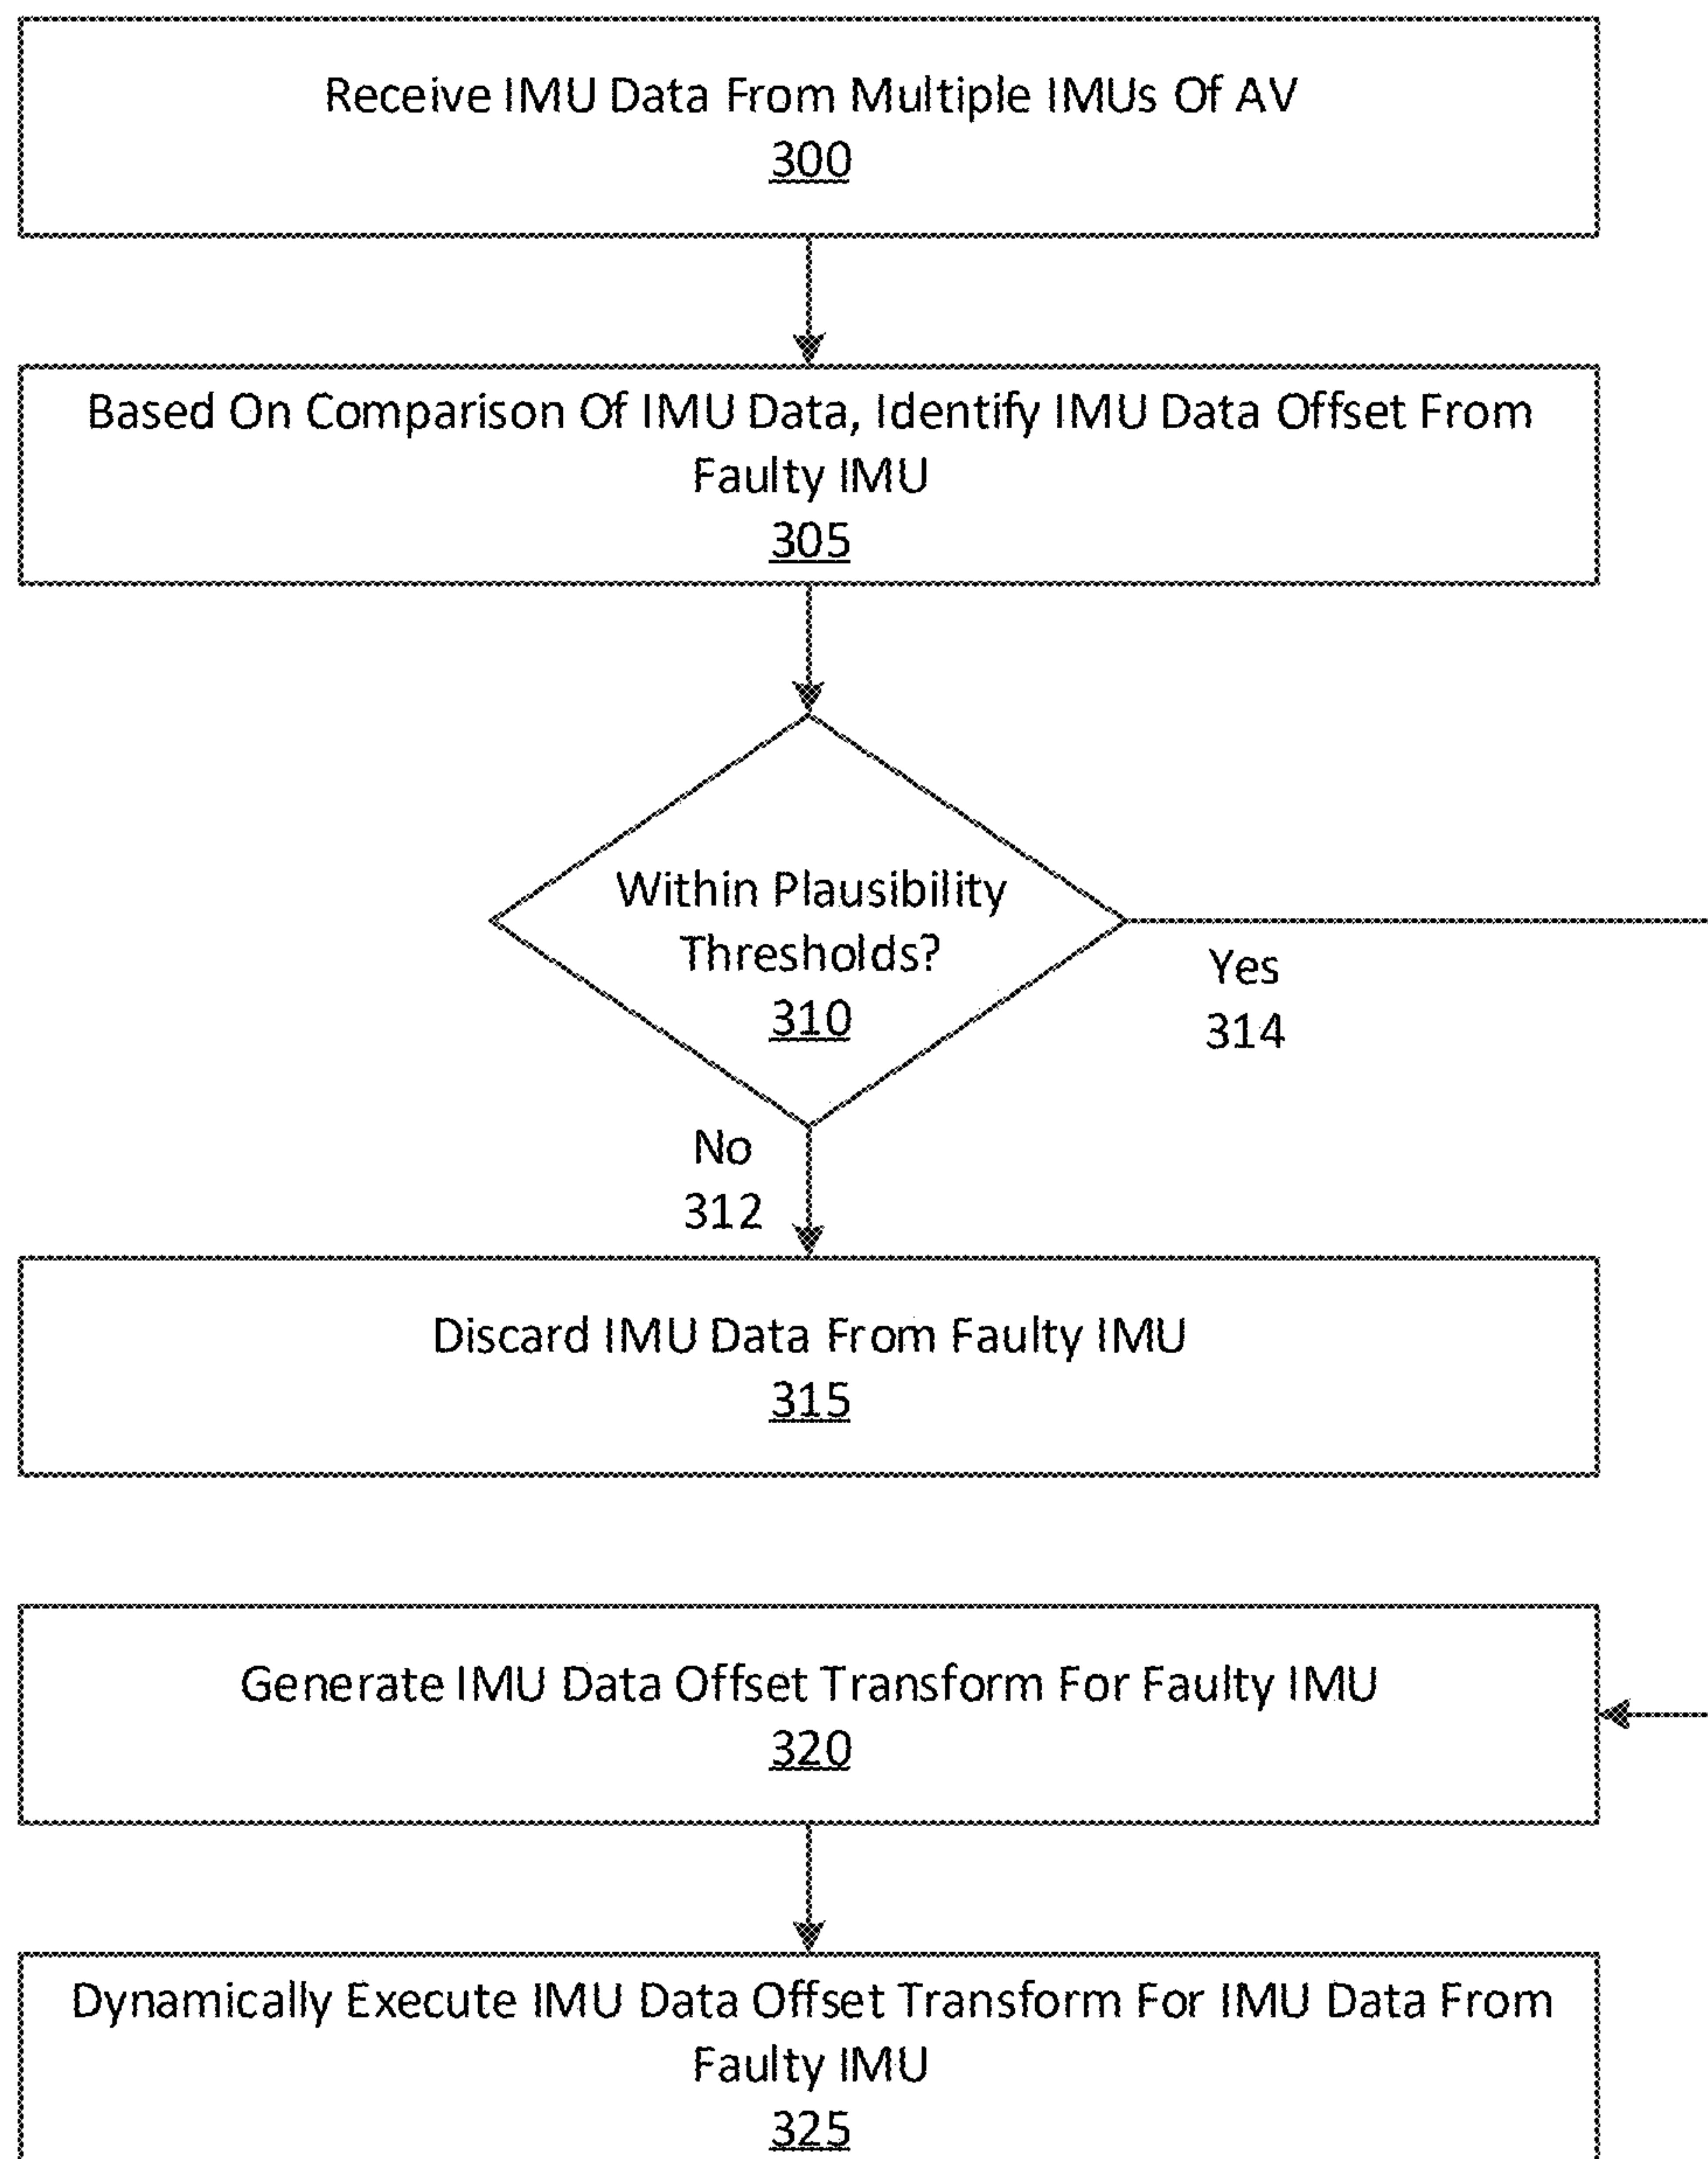 Receive IMU Data From Multiple IMUs Of AV
300
Based On Comparison Of IMU Data, Identify IMU Data Offset From
Faulty IMU
305
Within Plausibility
Thresholds?
310
Yes
314
No
312
Discard IMU Data From Faulty IMU
315
Generate IMU Data Offset Transform For Faulty IMU
320
Dynamically Execute IMU Data Offset Transform For IMU Data From
Faulty IMU
325